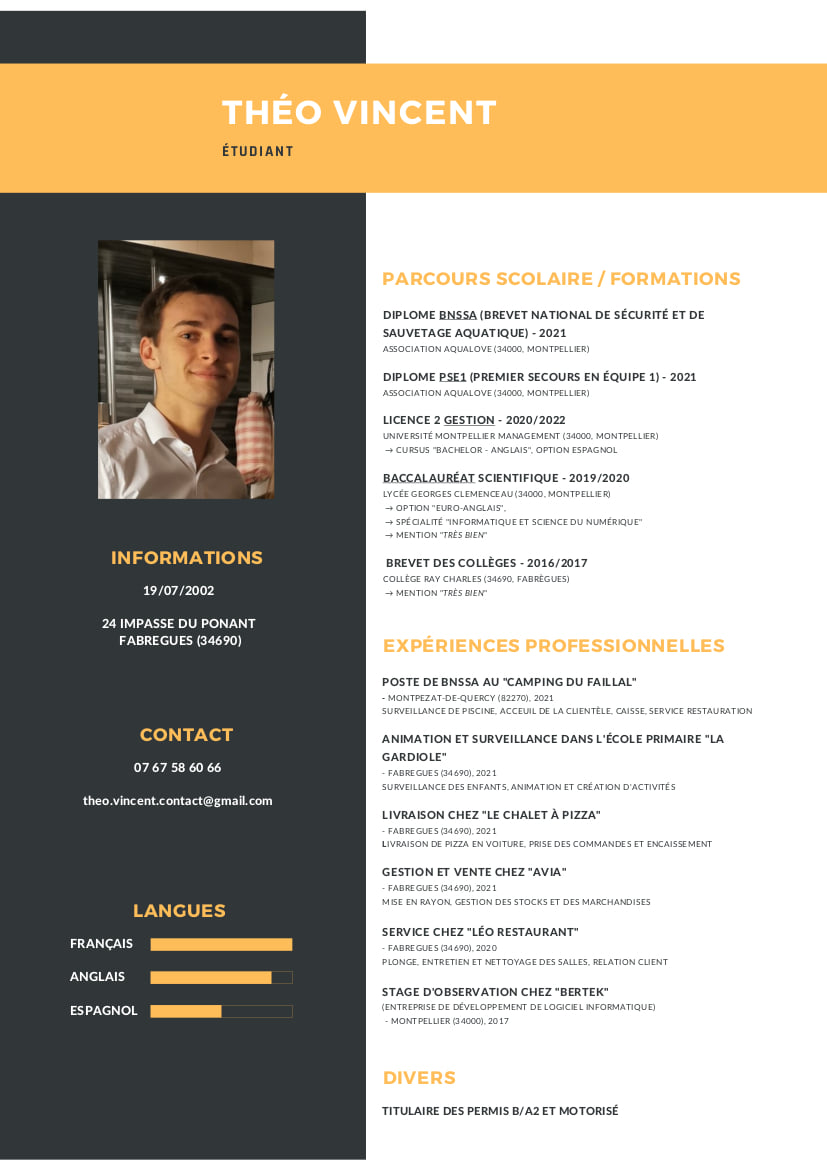 THÉO VINCENT
ÉTUDIANT
INFORMATIONS
19/07/2002
24 IMPASSE DU PONANT
FABREGUES (34690)
CONTACT
07 67 58 60 66
theo.vincent.contact@gmail.com
LANGUES
FRANÇAIS
ANGLAIS
ESPAGNOL
PARCOURS SCOLAIRE / FORMATIONS
DIPLOME BNSSA (BREVET NATIONAL DE SÉCURITÉ ET DE
SAUVETAGE AQUATIQUE) - 2021
ASSOCIATION AQUALOVE (34000, MONTPELLIER)
DIPLOME PSE1 (PREMIER SECOURS EN ÉQUIPE 1) - 2021
ASSOCIATION AQUALOVE (34000, MONTPELLIER)
LICENCE 2 GESTION - 2020/2022
UNIVERSITÉ MONTPELLIER MANAGEMENT (34000, MONTPELLIER)
→ CURSUS "BACHELOR - ANGLAIS", OPTION ESPAGNOL
BACCALAURÉAT SCIENTIFIQUE - 2019/2020
LYCÉE GEORGES CLEMENCEAU (34000, MONTPELLIER)
→ OPTION "EURO-ANGLAIS",
→ SPÉCIALITÉ "INFORMATIQUE ET SCIENCE DU NUMÉRIQUE"
→ MENTION "TRÈS BIEN"
BREVET DES COLLÈGES - 2016/2017
COLLÈGE RAY CHARLES (34690, FABRÈGUES)
→ MENTION "TRÈS BIEN"
EXPÉRIENCES PROFESSIONNELLES
POSTE DE BNSSA AU "CAMPING DU FAILLAL"
- MONTPEZAT-DE-QUERCY (82270), 2021
SURVEILLANCE DE PISCINE, ACCEUIL DE LA CLIENTÈLE, CAISSE, SERVICE RESTAURATION
ANIMATION ET SURVEILLANCE DANS L'ÉCOLE PRIMAIRE "LA
GARDIOLE"
- FABREGUES (34690), 2021
SURVEILLANCE DES ENFANTS, ANIMATION ET CRÉATION D'ACTIVITÉS
LIVRAISON CHEZ "LE CHALET À PIZZA"
- FABREGUES (34690), 2021
LIVRAISON DE PIZZA EN VOITURE, PRISE DES COMMANDES ET ENCAISSEMENT
GESTION ET VENTE CHEZ "AVIA"
- FABREGUES (34690), 2021
MISE EN RAYON, GESTION DES STOCKS ET DES MARCHANDISES
SERVICE CHEZ "LÉO RESTAURANT"
- FABREGUES (34690), 2020
PLONGE, ENTRETIEN ET NETTOYAGE DES SALLES, RELATION CLIENT
STAGE D'OBSERVATION CHEZ "BERTEK"
(ENTREPRISE DE DÉVELOPPEMENT DE LOGICIEL INFORMATIQUE)
- MONTPELLIER (34000), 2017
DIVERS
TITULAIRE DES PERMIS B/A2 ET MOTORISÉ